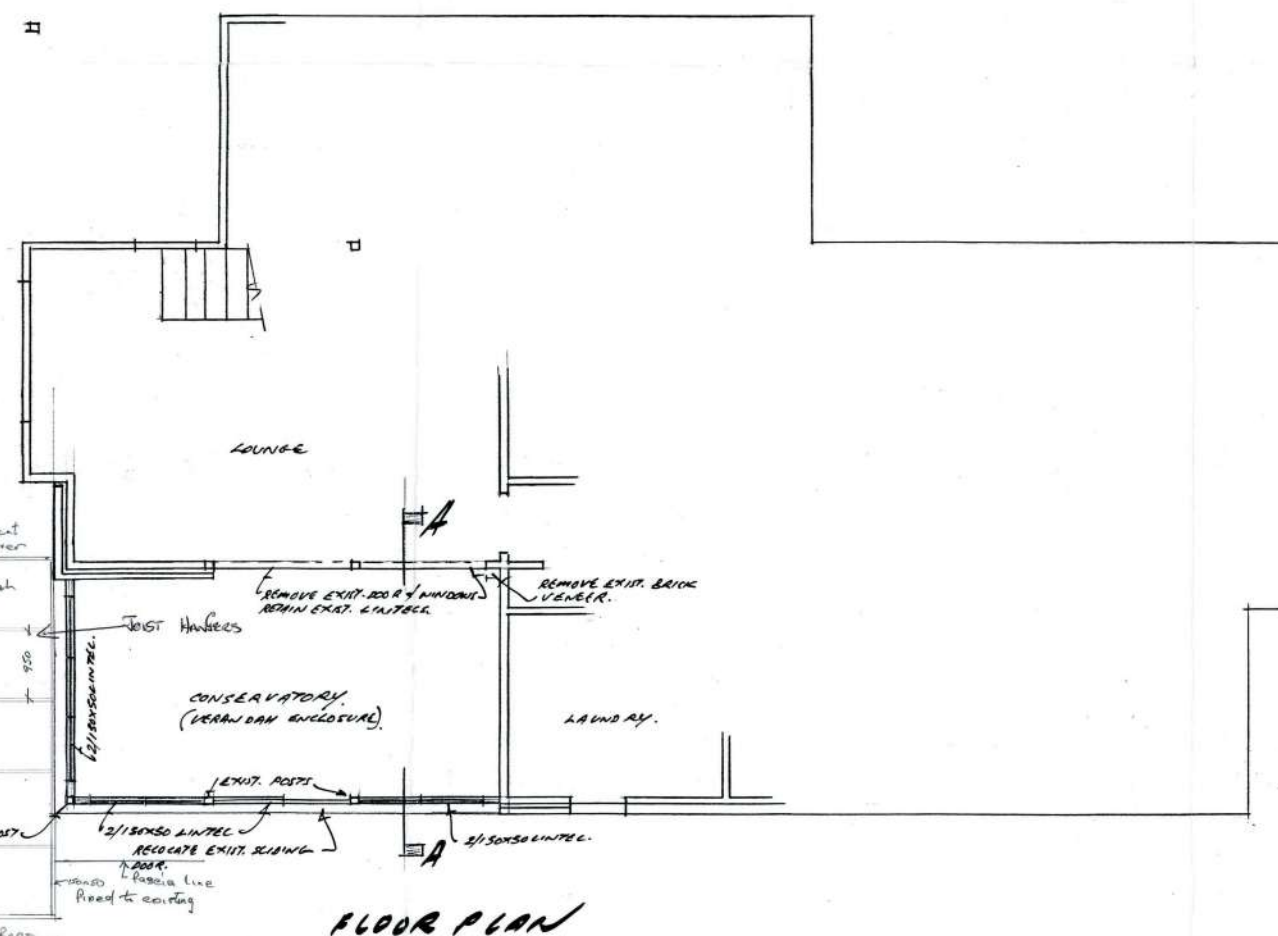 LOUNGE
A
REMOVE EXIST. DOOR & WINDOWS
RETAIN EXIST. LINTELS.
REMOVE EXIST. BRICK
VENEER.
JOIST HANGERS
950
2/150x50 LINTEL.
CONSERVATORY.
(VERANDAH ENCLOSURE).
LAUNDRY.
EXIST. POSTS
2/150x50 LINTEL
RELOCATE EXIST. SLIDING
DOOR.
2/150x50 LINTEL.
A
Fascia line
fixed to existing
FLOOR PLAN